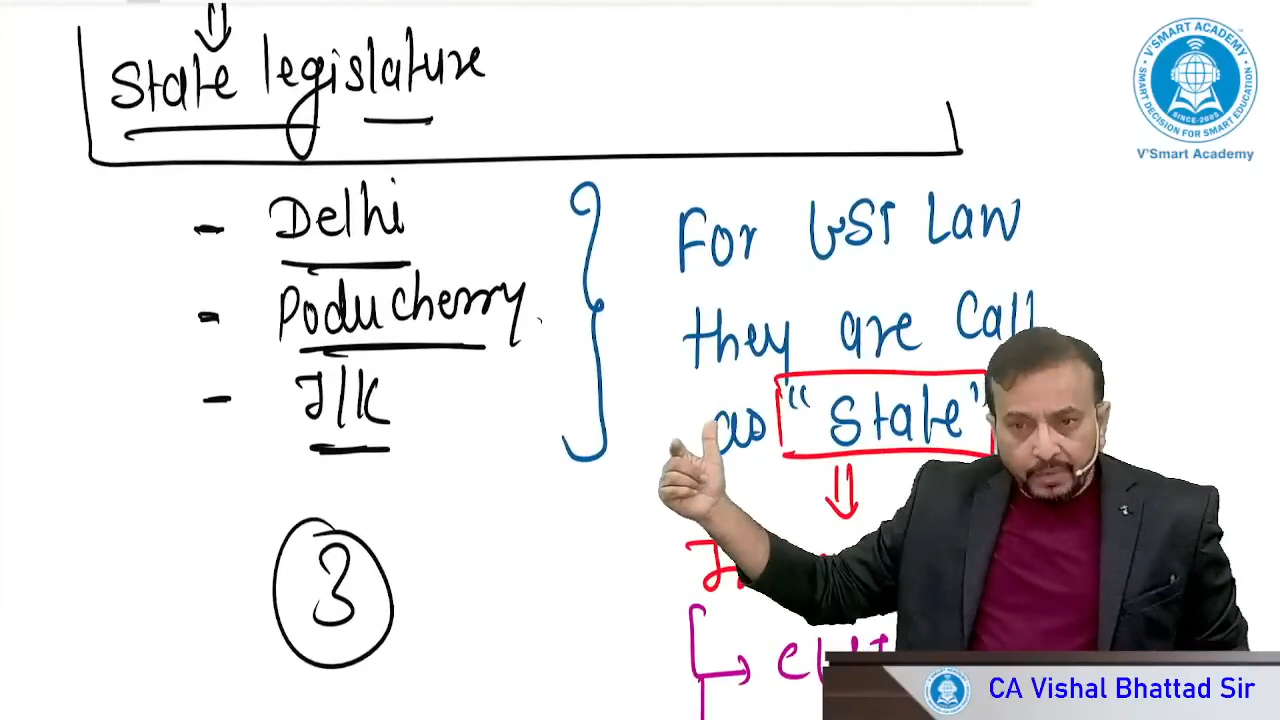 State legislature
- Delhi
- Poducherry
- J/K
3
For GST Law
they are Call
as "State"
V'SMART ACADEMY
SMART DECISION FOR SMART EDUCATION
SINCE-2005
V'Smart Academy
CA Vishal Bhattad Sir